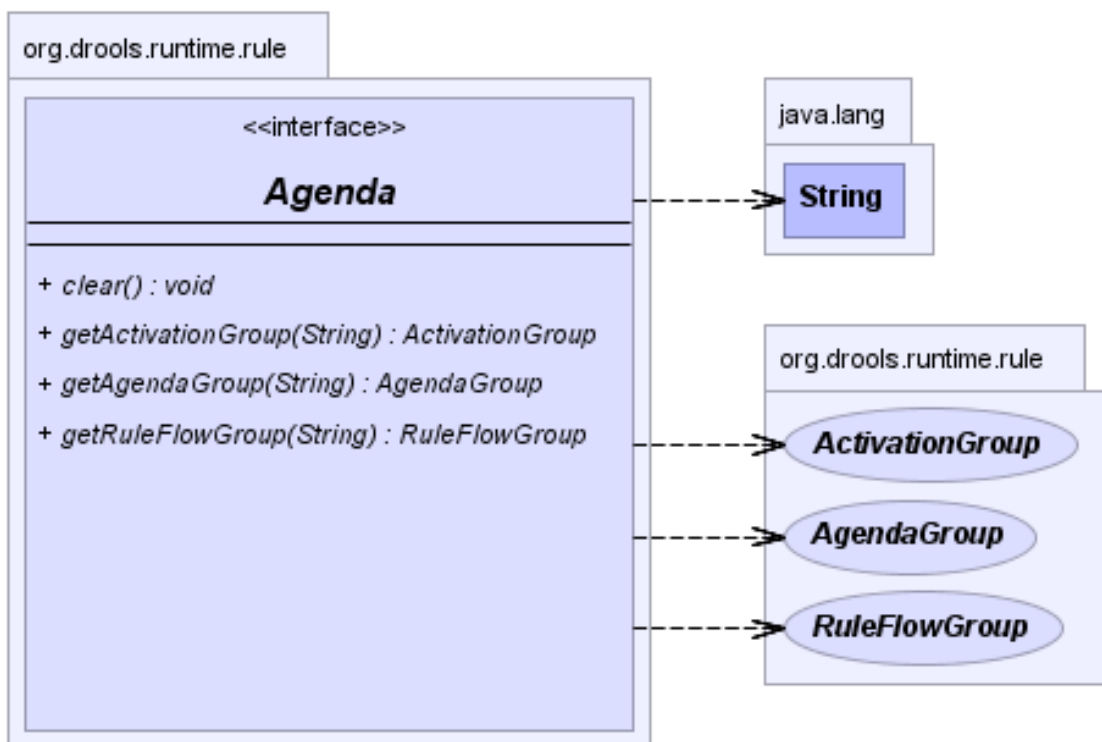 org.drools.runtime.rule
<<interface>>
Agenda
+ clear() : void
+ getActivationGroup(String) : ActivationGroup
+ getAgendaGroup(String) : AgendaGroup
+ getRuleFlowGroup(String) : RuleFlowGroup
java.lang
String
org.drools.runtime.rule
ActivationGroup
AgendaGroup
RuleFlowGroup